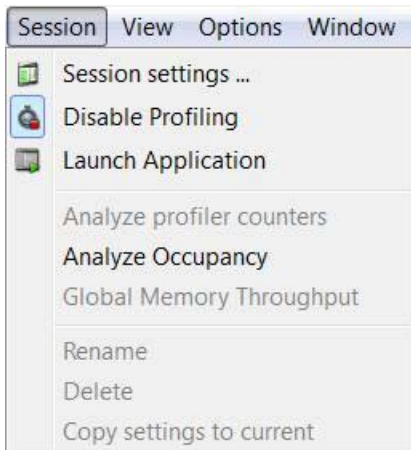 Session View Options Window
Session settings ...
Disable Profiling
Launch Application
Analyze profiler counters
Analyze Occupancy
Global Memory Throughput
Rename
Delete
Copy settings to current